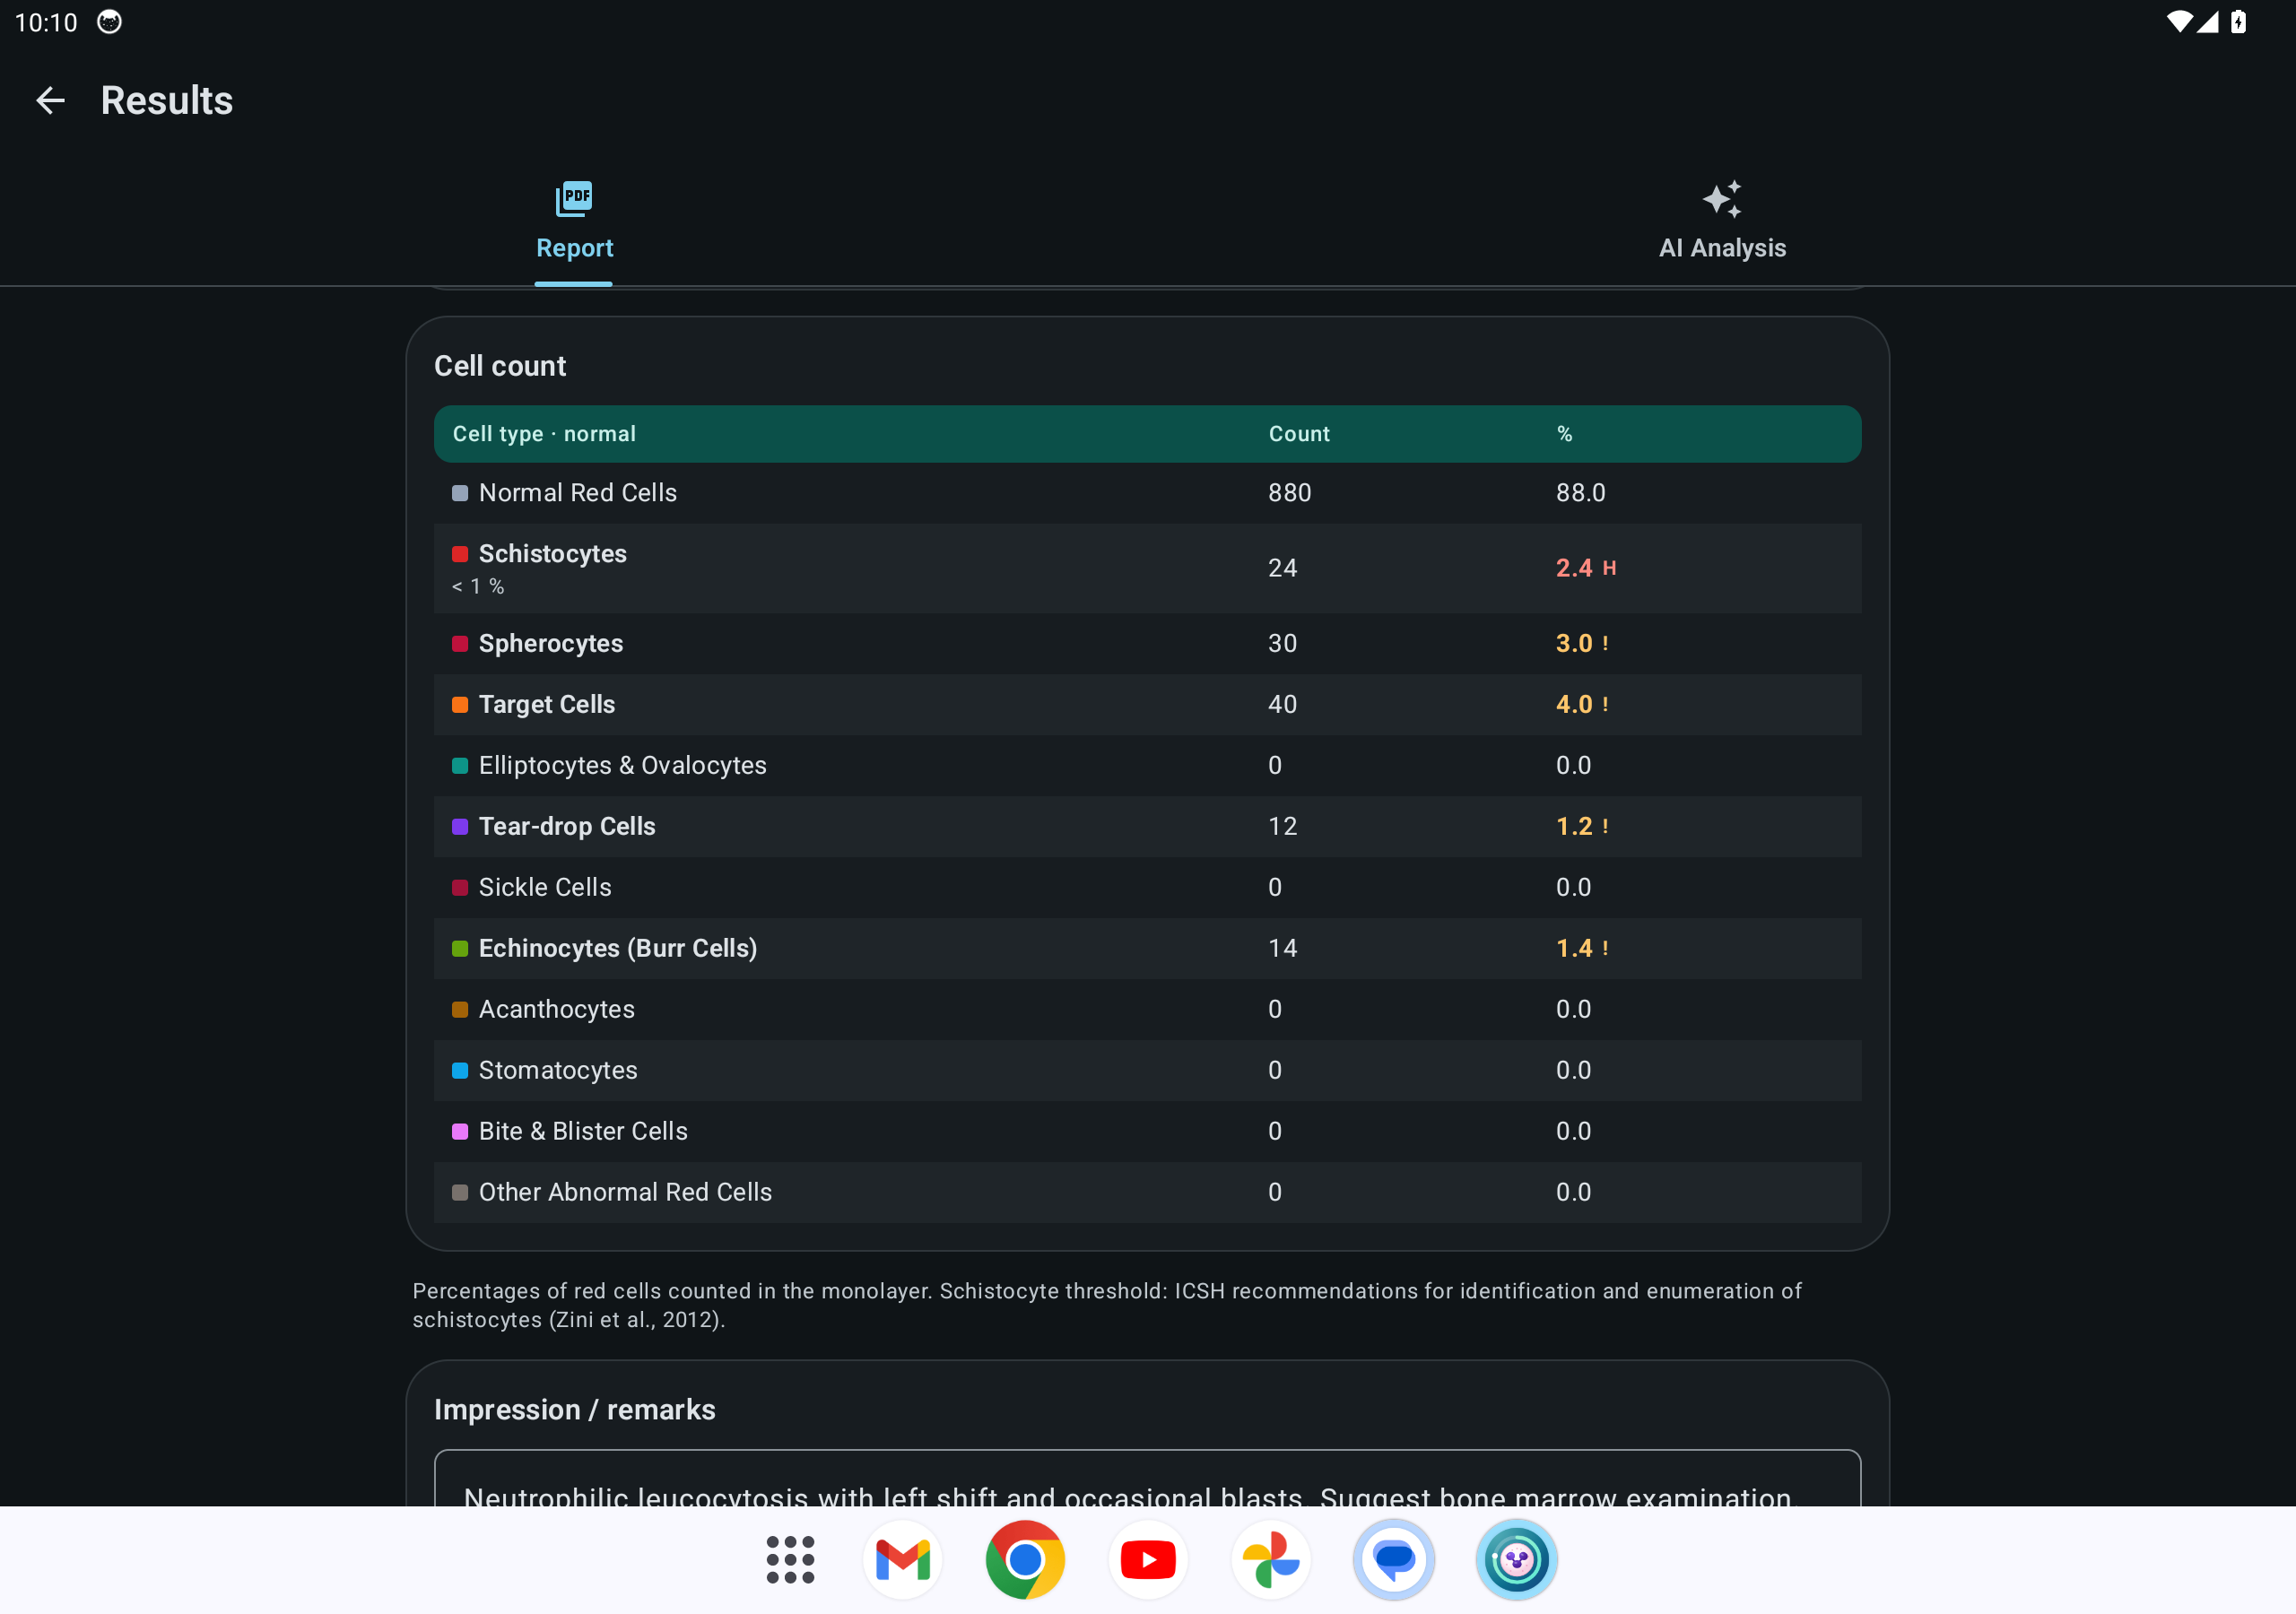 10:10
Results
PDF
Report
AI Analysis
Cell count
Cell type · normal Count %
Normal Red Cells 880 88.0
Schistocytes 24 2.4 H
< 1 %
Spherocytes 30 3.0 !
Target Cells 40 4.0 !
Elliptocytes & Ovalocytes 0 0.0
Tear-drop Cells 12 1.2 !
Sickle Cells 0 0.0
Echinocytes (Burr Cells) 14 1.4 !
Acanthocytes 0 0.0
Stomatocytes 0 0.0
Bite & Blister Cells 0 0.0
Other Abnormal Red Cells 0 0.0
Percentages of red cells counted in the monolayer. Schistocyte threshold: ICSH recommendations for identification and enumeration of
schistocytes (Zini et al., 2012).
Impression / remarks
Neutrophilic leucocytosis with left shift and occasional blasts. Suggest bone marrow examination.